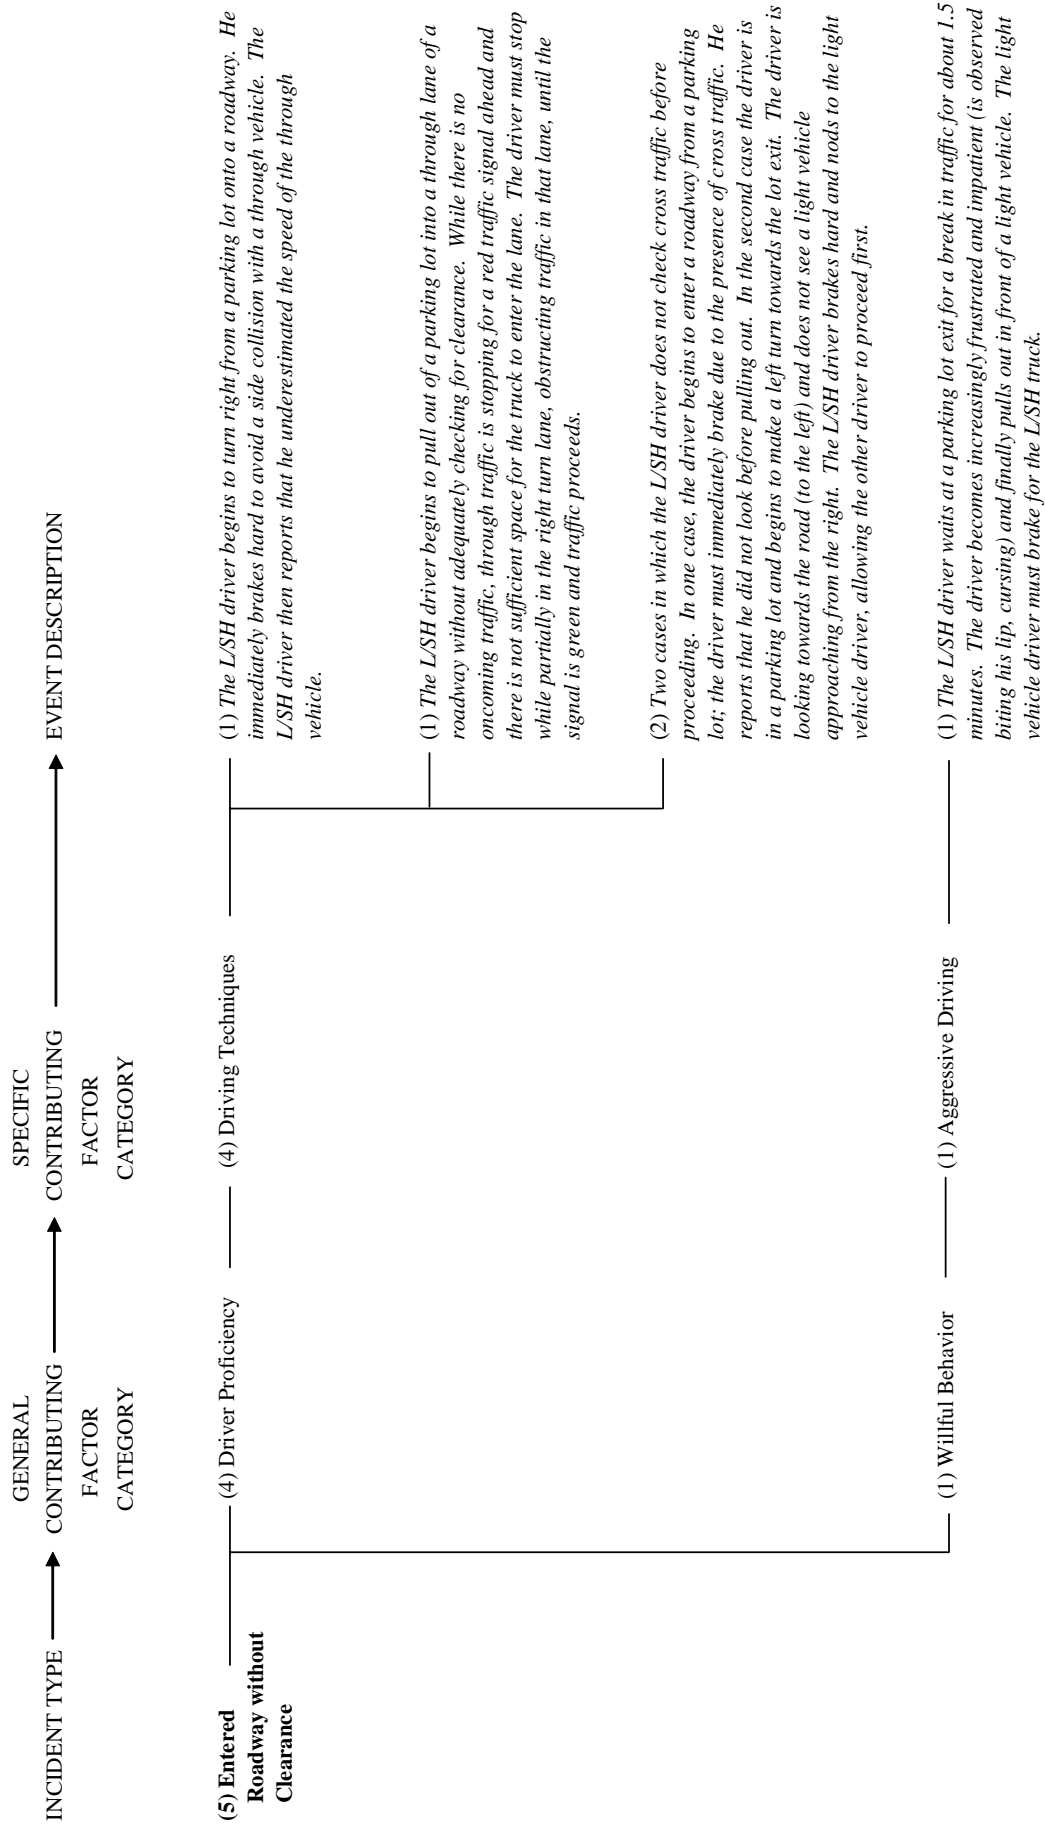 INCIDENT TYPE
GENERAL
CONTRIBUTING
FACTOR
CATEGORY
SPECIFIC
CONTRIBUTING
FACTOR
CATEGORY
EVENT DESCRIPTION
(5) Entered
Roadway without
Clearance
(4) Driver Proficiency
(4) Driving Techniques
(1) The L/SH driver begins to turn right from a parking lot onto a roadway. He
immediately brakes hard to avoid a side collision with a through vehicle. The
L/SH driver then reports that he underestimated the speed of the through
vehicle.
(1) The L/SH driver begins to pull out of a parking lot into a through lane of a
roadway without adequately checking for clearance. While there is no
oncoming traffic, through traffic is stopping for a red traffic signal ahead and
there is not sufficient space for the truck to enter the lane. The driver must stop
while partially in the right turn lane, obstructing traffic in that lane, until the
signal is green and traffic proceeds.
(2) Two cases in which the L/SH driver does not check cross traffic before
proceeding. In one case, the driver begins to enter a roadway from a parking
lot; the driver must immediately brake due to the presence of cross traffic. He
reports that he did not look before pulling out. In the second case the driver is
in a parking lot and begins to make a left turn towards the lot exit. The driver is
looking towards the road (to the left) and does not see a light vehicle
approaching from the right. The L/SH driver brakes hard and nods to the light
vehicle driver, allowing the other driver to proceed first.
(1) Willful Behavior
(1) Aggressive Driving
(1) The L/SH driver waits at a parking lot exit for a break in traffic for about 1.5
minutes. The driver becomes increasingly frustrated and impatient (is observed
biting his lip, cursing) and finally pulls out in front of a light vehicle. The light
vehicle driver must brake for the L/SH truck.